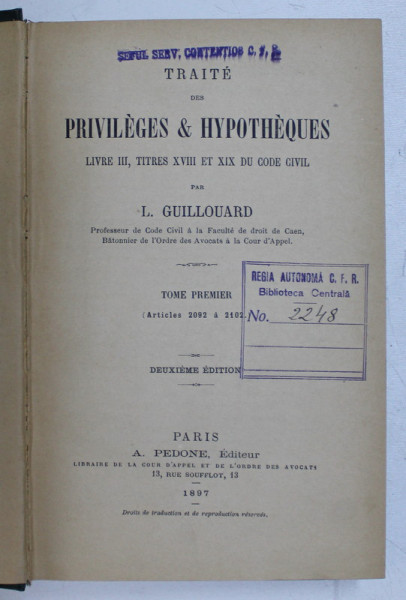 ȘEFUL SERV. CONTENTIOS C. F. R.
TRAITÉ
DES
PRIVILÈGES & HYPOTHÈQUES
LIVRE III, TITRES XVIII ET XIX DU CODE CIVIL
PAR
L. GUILLOUARD
Professeur de Code Civil à la Faculté de droit de Caen,
Bâtonnier de l'Ordre des Avocats à la Cour d'Appel.
TOME PREMIER
(Articles 2092 à 2102
REGIA AUTONOMĂ C. F. R.
Biblioteca Centrală
No. 2248
DEUXIÈME ÉDITION
PARIS
A. PEDONE, Éditeur
LIBRAIRE DE LA COUR D'APPEL ET DE L'ORDRE DES AVOCATS
13, RUE SOUFFLOT, 13
1897
Droits de traduction et de reproduction réservés.